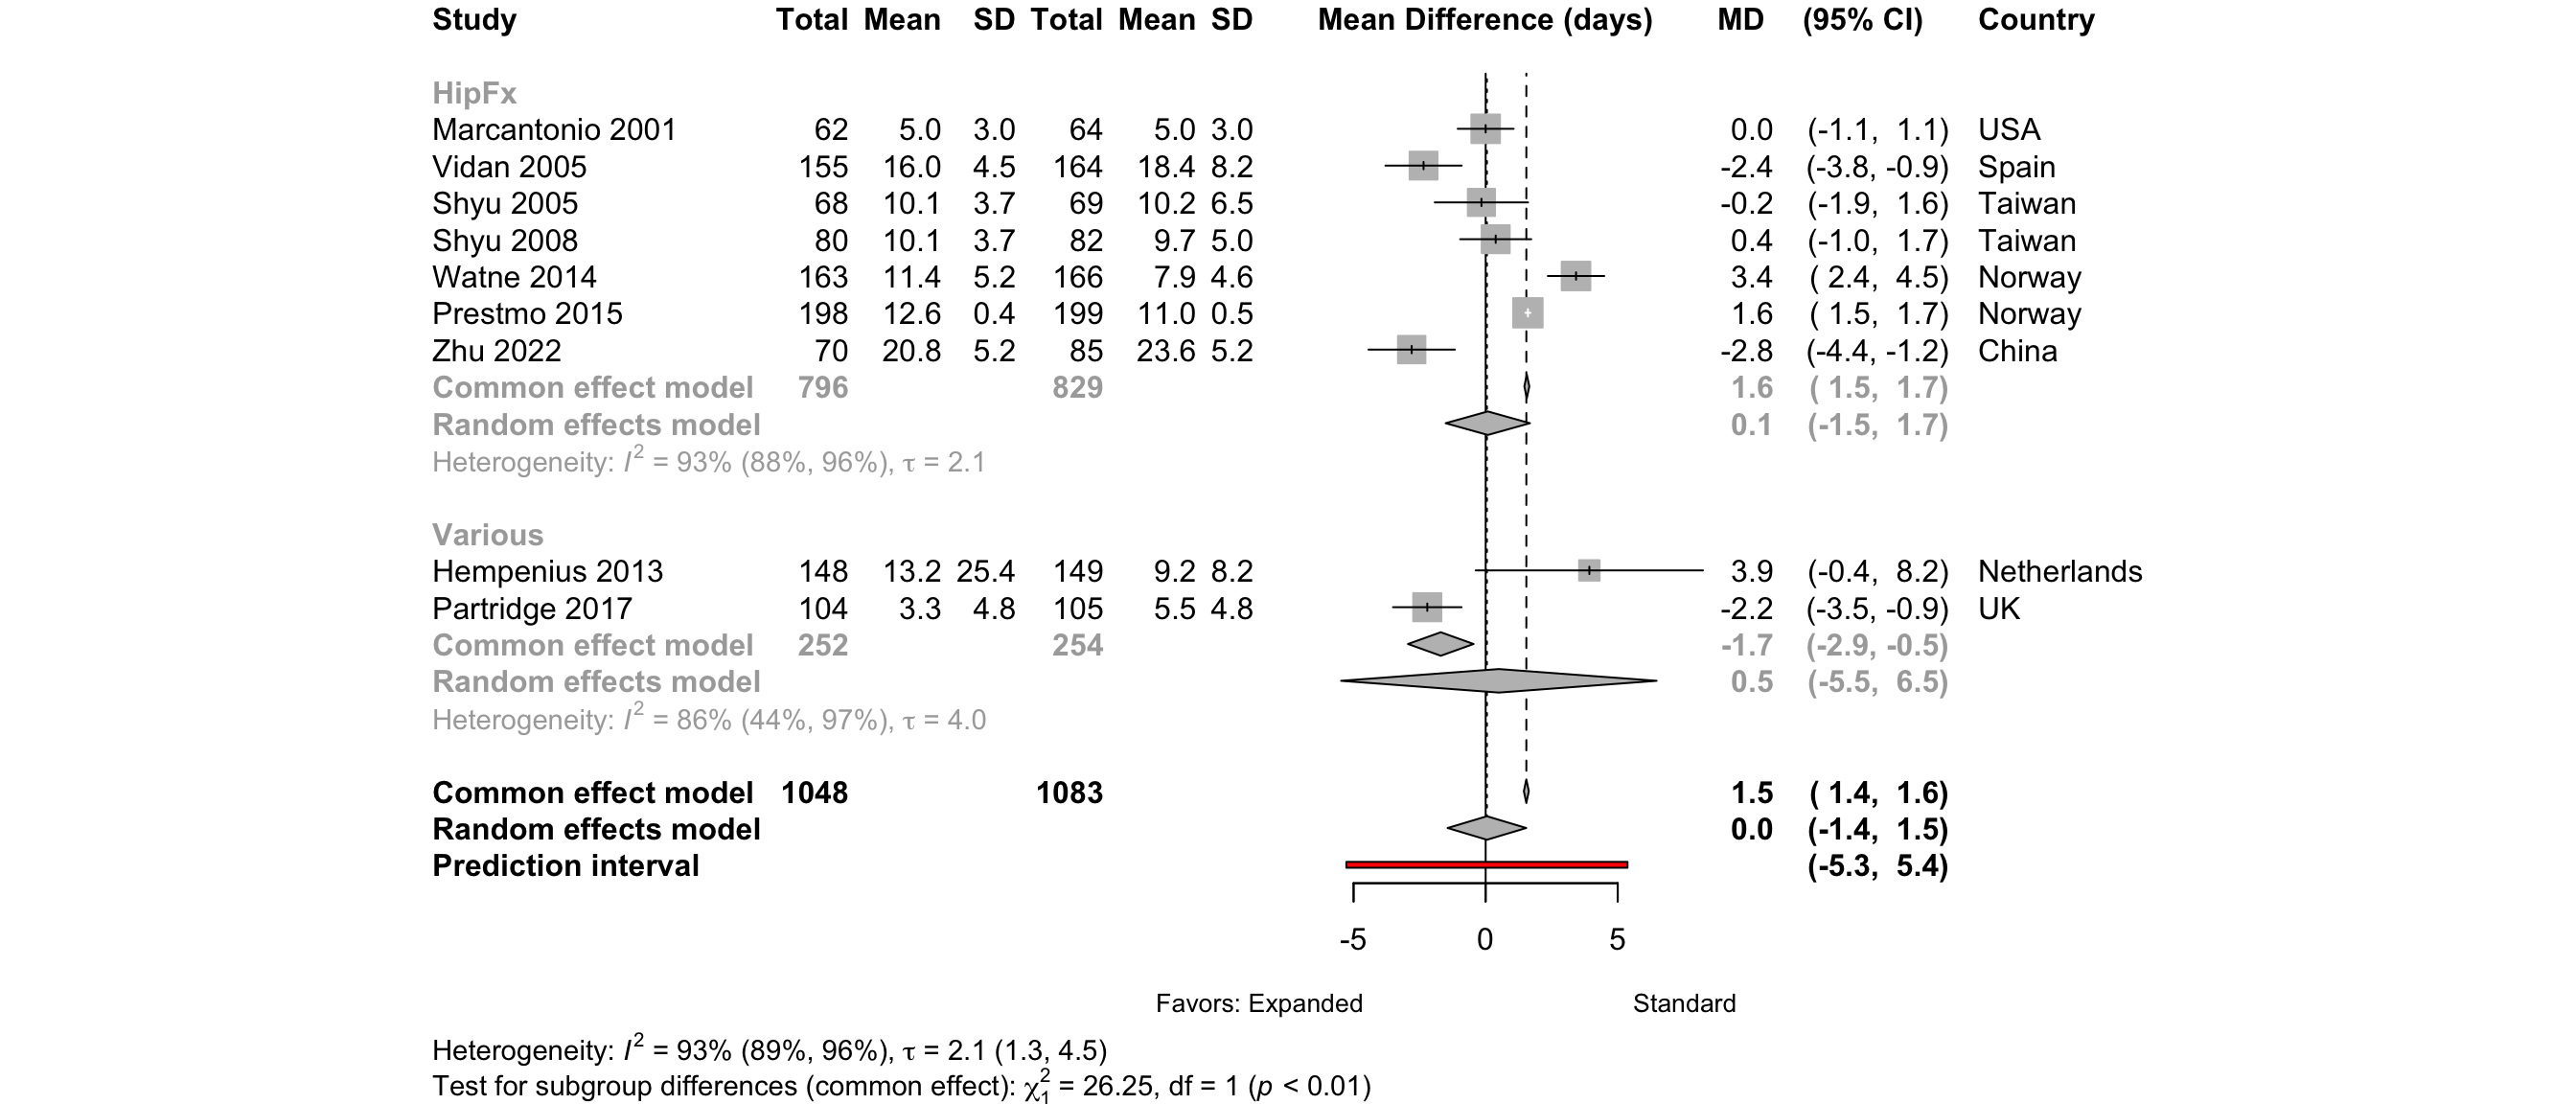 Study Total Mean SD Total Mean SD Mean Difference (days) MD (95% CI) Country
HipFx
Marcantonio 2001 62 5.0 3.0 64 5.0 3.0 0.0 (-1.1, 1.1) USA
Vidan 2005 155 16.0 4.5 164 18.4 8.2 -2.4 (-3.8, -0.9) Spain
Shyu 2005 68 10.1 3.7 69 10.2 6.5 -0.2 (-1.9, 1.6) Taiwan
Shyu 2008 80 10.1 3.7 82 9.7 5.0 0.4 (-1.0, 1.7) Taiwan
Watne 2014 163 11.4 5.2 166 7.9 4.6 3.4 ( 2.4, 4.5) Norway
Prestmo 2015 198 12.6 0.4 199 11.0 0.5 1.6 ( 1.5, 1.7) Norway
Zhu 2022 70 20.8 5.2 85 23.6 5.2 -2.8 (-4.4, -1.2) China
Common effect model 796 829 1.6 ( 1.5, 1.7)
Random effects model 0.1 (-1.5, 1.7)
Heterogeneity: I² = 93% (88%, 96%), τ = 2.1
Various
Hempenius 2013 148 13.2 25.4 149 9.2 8.2 3.9 (-0.4, 8.2) Netherlands
Partridge 2017 104 3.3 4.8 105 5.5 4.8 -2.2 (-3.5, -0.9) UK
Common effect model 252 254 -1.7 (-2.9, -0.5)
Random effects model 0.5 (-5.5, 6.5)
Heterogeneity: I² = 86% (44%, 97%), τ = 4.0
Common effect model 1048 1083 1.5 ( 1.4, 1.6)
Random effects model 0.0 (-1.4, 1.5)
Prediction interval (-5.3, 5.4)
-5 0 5
Favors: Expanded Standard
Heterogeneity: I² = 93% (89%, 96%), τ = 2.1 (1.3, 4.5)
Test for subgroup differences (common effect): χ²₁ = 26.25, df = 1 (p < 0.01)